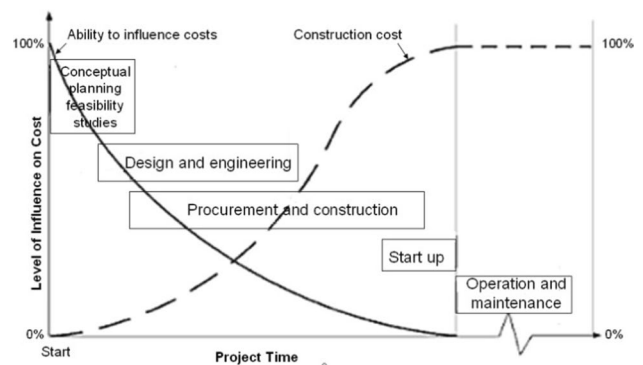 Ability to influence costs
Construction cost
100%
100%
Conceptual
planning
feasibility
studies
Level of Influence on Cost
Design and engineering
Procurement and construction
Start up
Operation and
maintenance
0%
0%
Start
Project Time